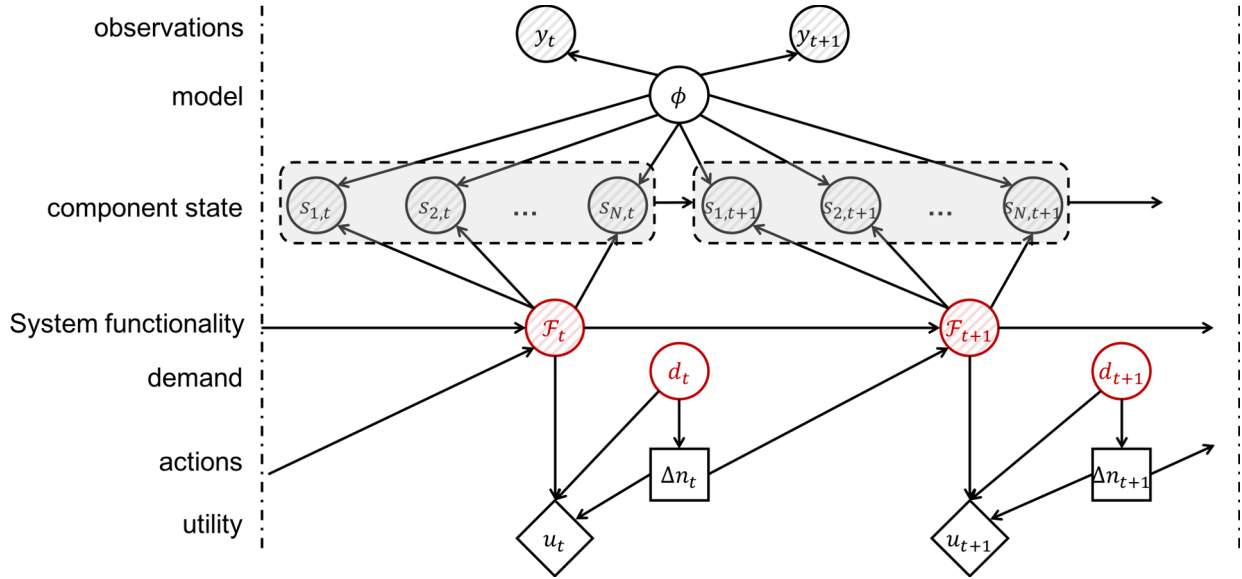 observations
y_t
y_{t+1}
model
ϕ
component state
s_{1,t}
s_{2,t}
...
s_{N,t}
s_{1,t+1}
s_{2,t+1}
...
s_{N,t+1}
System functionality
ℱ_t
ℱ_{t+1}
demand
d_t
d_{t+1}
actions
Δn_t
Δn_{t+1}
utility
u_t
u_{t+1}